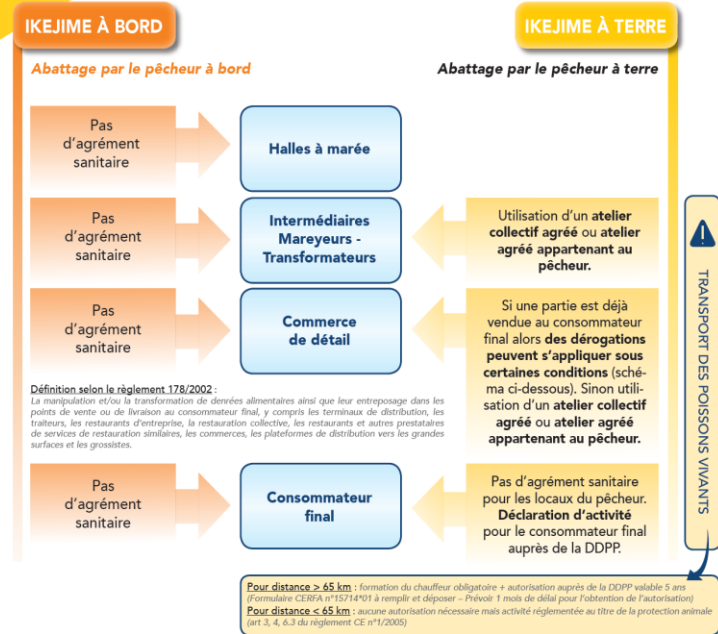 IKEJIME À BORD
IKEJIME À TERRE
Abattage par le pêcheur à bord
Abattage par le pêcheur à terre
Pas
d'agrément
sanitaire
Halles à marée
Pas
d'agrément
sanitaire
Intermédiaires
Mareyeurs -
Transformateurs
Utilisation d'un atelier
collectif agréé ou atelier
agréé appartenant au
pêcheur.
Pas
d'agrément
sanitaire
Commerce
de détail
Si une partie est déjà
vendue au consommateur
final alors des dérogations
peuvent s'appliquer sous
certaines conditions (sché-
ma ci-dessous). Sinon utili-
sation d'un atelier collectif
agréé ou atelier agréé
appartenant au pêcheur.
Définition selon le règlement 178/2002 :
La manipulation et/ou la transformation de denrées alimentaires ainsi que leur entreposage dans les
points de vente ou de livraison au consommateur final, y compris les terminaux de distribution, les
traiteurs, les restaurants d'entreprise, la restauration collective, les restaurants et autres prestataires
de services de restauration similaires, les commerces, les plateformes de distribution vers les grandes
surfaces et les grossistes.
Pas
d'agrément
sanitaire
Consommateur
final
Pas d'agrément sanitaire
pour les locaux du pêcheur.
Déclaration d'activité
pour le consommateur final
auprès de la DDPP.
TRANSPORT DES POISSONS VIVANTS
Pour distance > 65 km : formation du chauffeur obligatoire + autorisation auprès de la DDPP valable 5 ans
(Formulaire CERFA n°15714*01 à remplir et déposer – Prévoir 1 mois de délai pour l'obtention de l'autorisation)
Pour distance < 65 km : aucune autorisation nécessaire mais activité réglementée au titre de la protection animale
(art 3, 4, 6.3 du règlement CE n°1/2005)